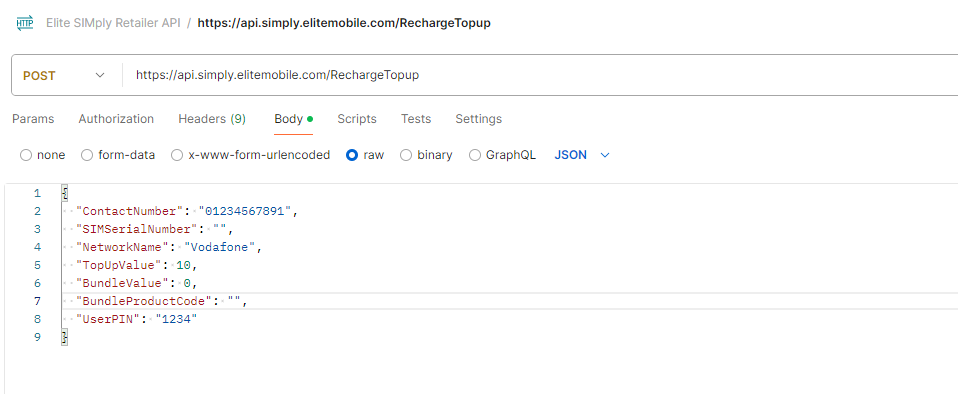 HTTP Elite SIMply Retailer API / https://api.simply.elitemobile.com/RechargeTopup
POST https://api.simply.elitemobile.com/RechargeTopup
Params Authorization Headers (9) Body Scripts Tests Settings
none form-data x-www-form-urlencoded raw binary GraphQL JSON
1 {
2 "ContactNumber": "01234567891",
3 "SIMSerialNumber": "",
4 "NetworkName": "Vodafone",
5 "TopUpValue": 10,
6 "BundleValue": 0,
7 "BundleProductCode": "",
8 "UserPIN": "1234"
9 }